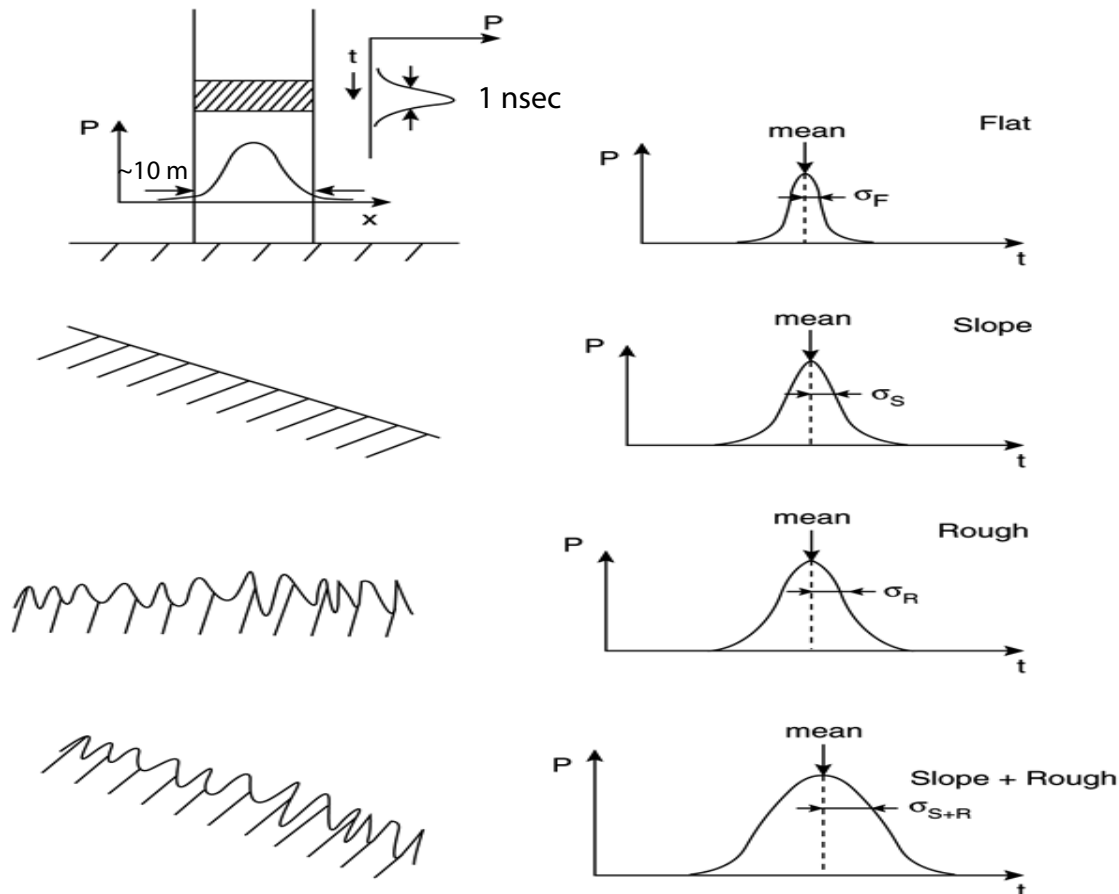 P
t
1 nsec
P
~10 m
x
mean
Flat
σF
t
mean
Slope
P
σS
t
mean
Rough
P
σR
t
mean
P
Slope + Rough
σS+R
t